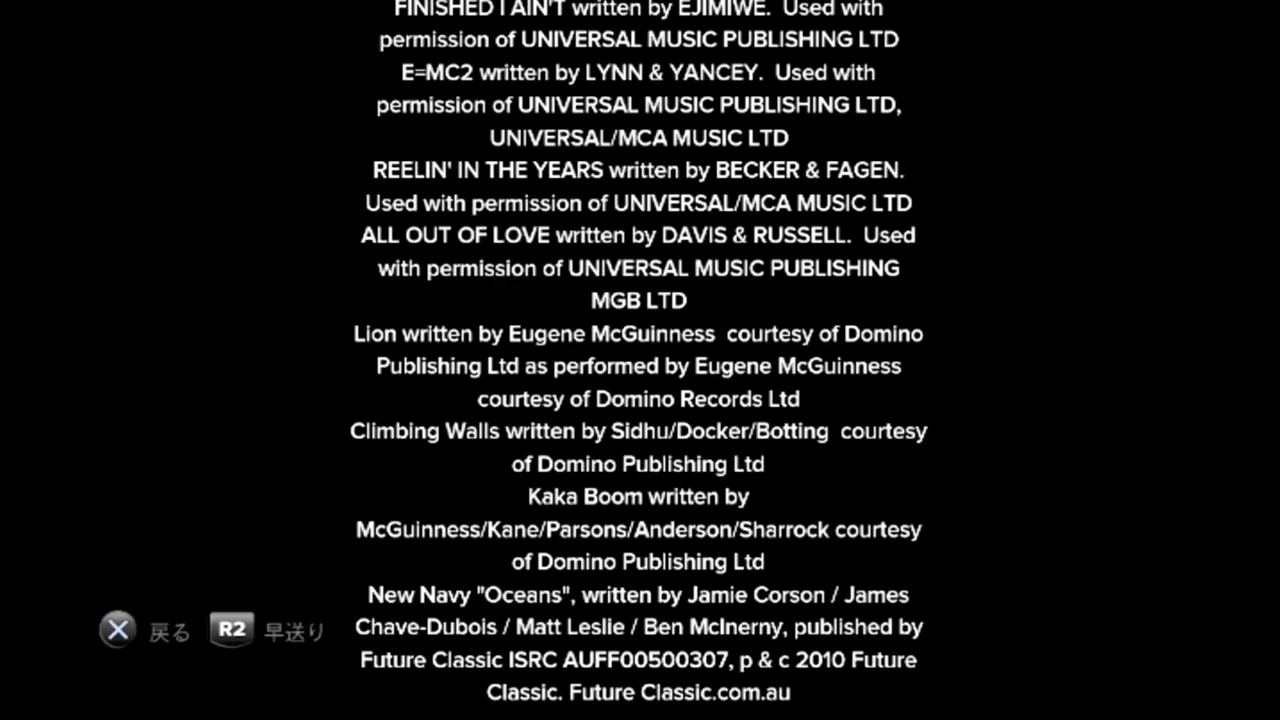 FINISHED I AIN'T written by EJIMIWE.  Used with
permission of UNIVERSAL MUSIC PUBLISHING LTD
E=MC2 written by LYNN & YANCEY.  Used with
permission of UNIVERSAL MUSIC PUBLISHING LTD,
UNIVERSAL/MCA MUSIC LTD
REELIN' IN THE YEARS written by BECKER & FAGEN.
Used with permission of UNIVERSAL/MCA MUSIC LTD
ALL OUT OF LOVE written by DAVIS & RUSSELL.  Used
with permission of UNIVERSAL MUSIC PUBLISHING
MGB LTD
Lion written by Eugene McGuinness  courtesy of Domino
Publishing Ltd as performed by Eugene McGuinness
courtesy of Domino Records Ltd
Climbing Walls written by Sidhu/Docker/Botting  courtesy
of Domino Publishing Ltd
Kaka Boom written by
McGuinness/Kane/Parsons/Anderson/Sharrock courtesy
of Domino Publishing Ltd
New Navy "Oceans", written by Jamie Corson / James
Chave-Dubois / Matt Leslie / Ben McInerny, published by
Future Classic ISRC AUFF00500307, p & c 2010 Future
Classic. Future Classic.com.au
戻る R2 早送り